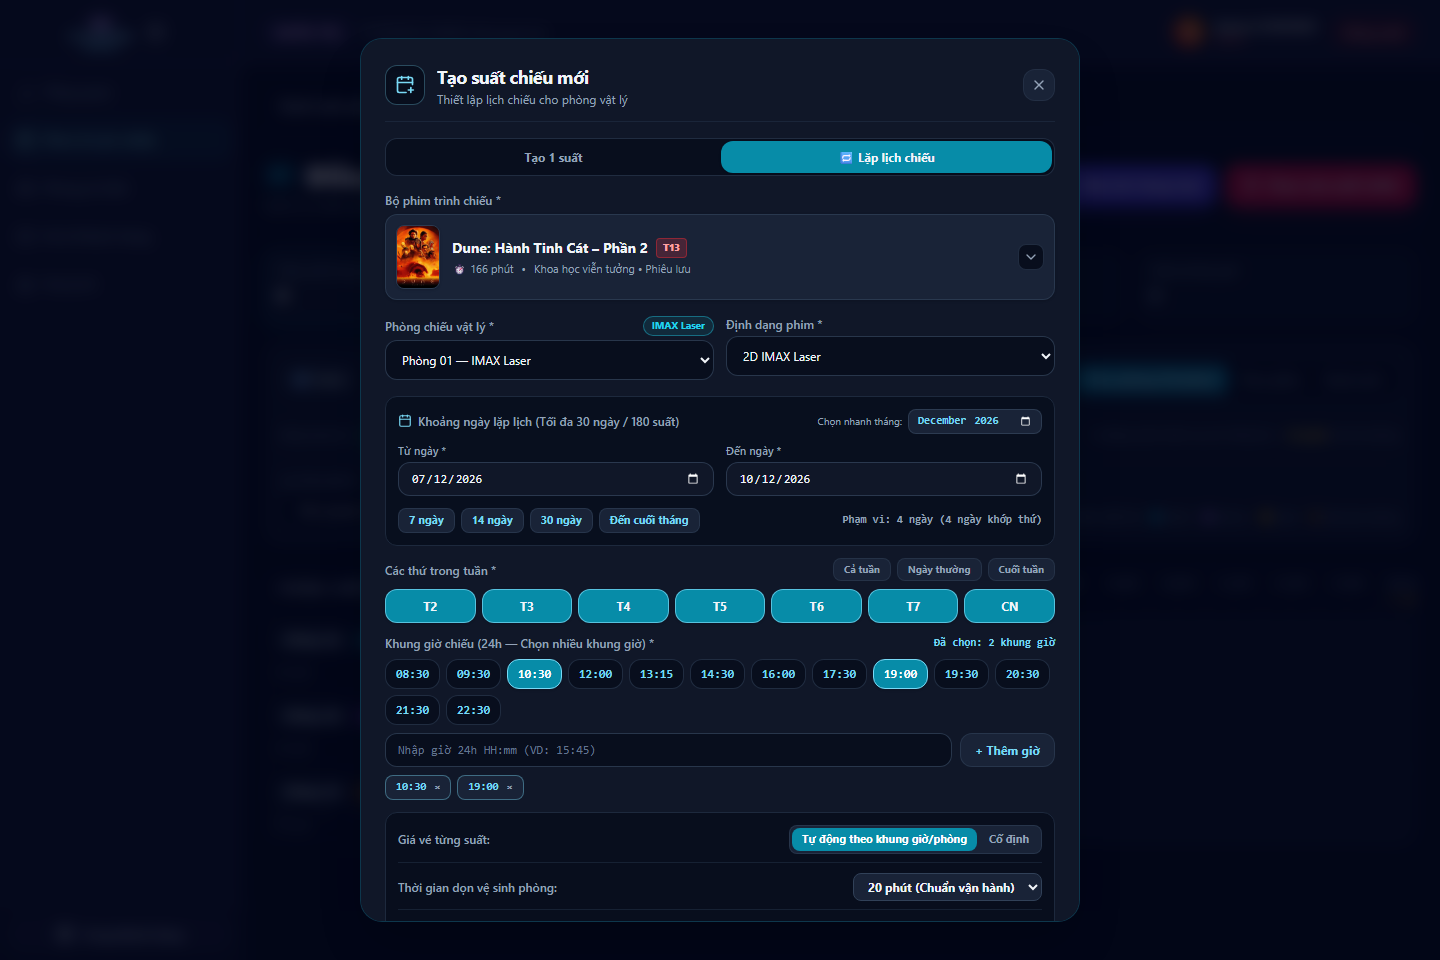 Tạo suất chiếu mới
Thiết lập lịch chiếu cho phòng vật lý
Tạo 1 suất
Lặp lịch chiếu
Bộ phim trình chiếu *
Dune: Hành Tinh Cát – Phần 2 T13
166 phút • Khoa học viễn tưởng • Phiêu lưu
Phòng chiếu vật lý * IMAX Laser
Định dạng phim *
Phòng 01 — IMAX Laser
2D IMAX Laser
Khoảng ngày lặp lịch (Tối đa 30 ngày / 180 suất)
Chọn nhanh tháng: December 2026
Từ ngày *
Đến ngày *
07/12/2026
10/12/2026
7 ngày 14 ngày 30 ngày Đến cuối tháng
Phạm vi: 4 ngày (4 ngày khớp thứ)
Các thứ trong tuần *
Cả tuần Ngày thường Cuối tuần
T2 T3 T4 T5 T6 T7 CN
Khung giờ chiếu (24h — Chọn nhiều khung giờ) *
Đã chọn: 2 khung giờ
08:30 09:30 10:30 12:00 13:15 14:30 16:00 17:30 19:00 19:30 20:30
21:30 22:30
Nhập giờ 24h HH:mm (VD: 15:45)
+ Thêm giờ
10:30 × 19:00 ×
Giá vé từng suất:
Tự động theo khung giờ/phòng Cố định
Thời gian dọn vệ sinh phòng:
20 phút (Chuẩn vận hành)